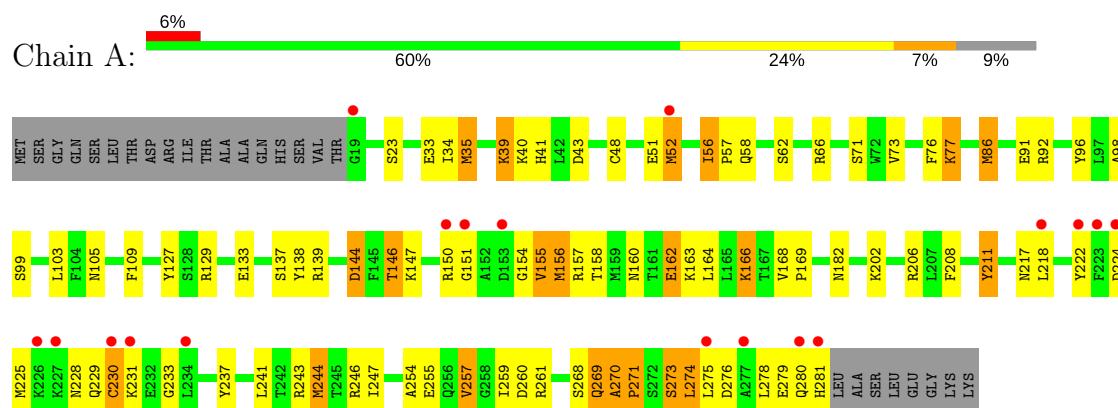 6%
Chain A:
60% 24% 7% 9%
MET SER GLY GLN SER LEU THR ASP ARG ILE THR ALA ALA GLN HIS SER VAL THR G19 S23 E33 I34 M35 K39 K40 H41 L42 D43 C48 E51 M52 I56 P57 Q58 S62 R66 S71 W72 V73 F76 K77 M86 E91 R92 Y96 L97 A98
S99 L103 F104 N105 F109 Y127 S128 R129 E133 S137 Y138 R139 D144 F145 T146 K147 R150 G151 A152 D153 G154 V155 M156 R157 T158 M159 N160 T161 E162 K163 L164 L165 K166 T167 V168 P169 N182 K202 R206 L207 F208 V211 N217 L218 Y222 F223 D224
M225 K226 K227 N228 Q229 C230 K231 E232 G233 L234 Y237 L241 T242 R243 M244 T245 R246 I247 A254 E255 Q256 V257 G258 I259 D260 R261 S268 Q269 A270 P271 S272 S273 L274 L275 D276 A277 L278 E279 Q280 H281 LEU ALA SER LEU GLU GLY LYS LYS